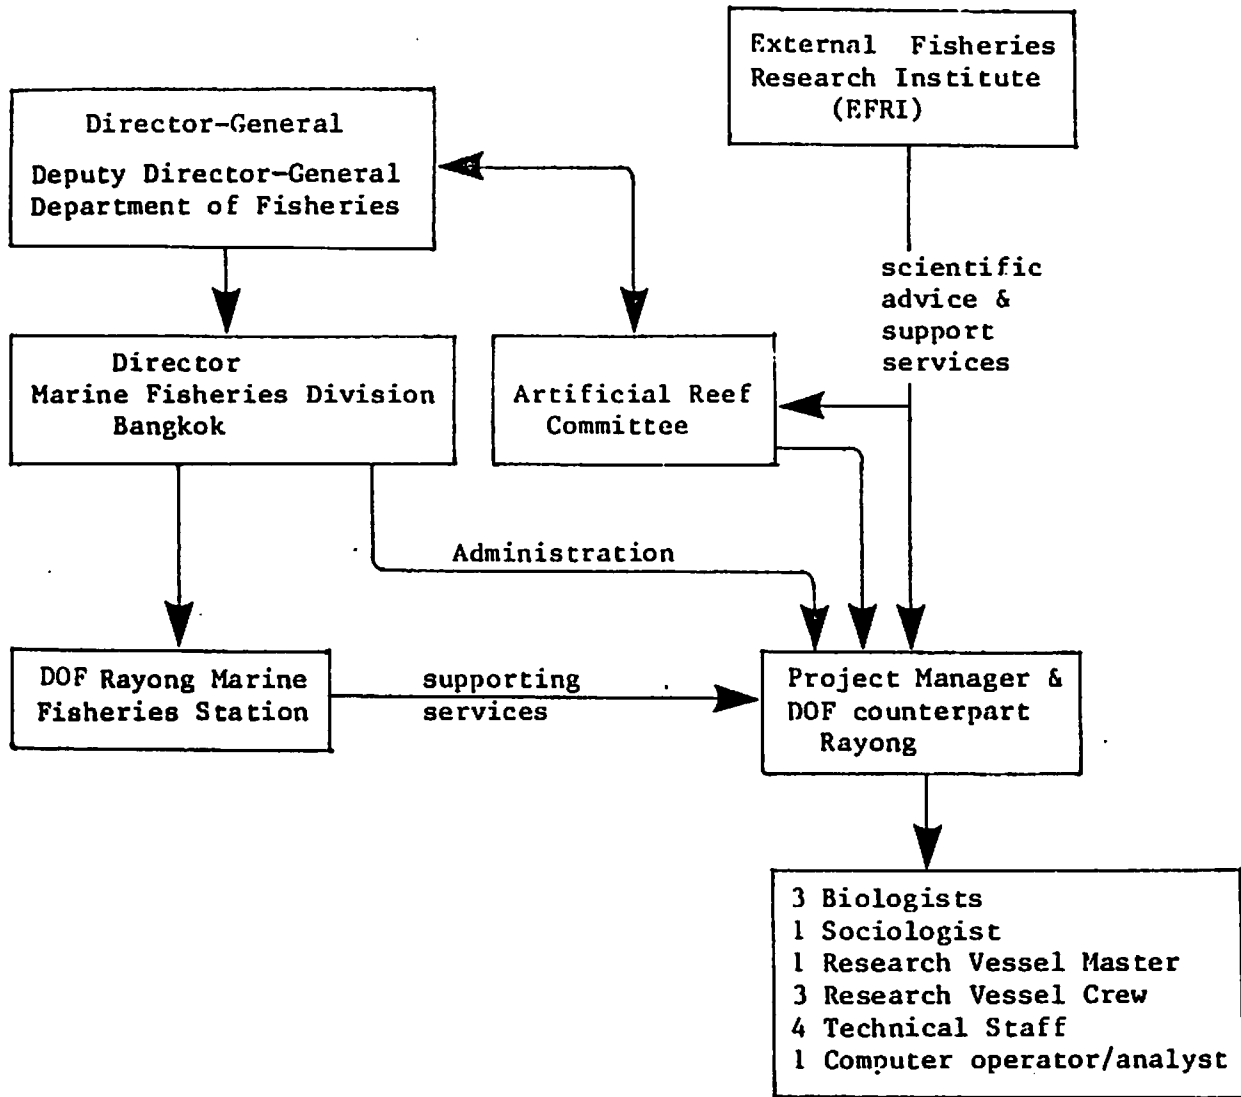 External Fisheries
Research Institute
(EFRI)
Director-General
Deputy Director-General
Department of Fisheries
scientific
advice &
support
services
Director
Marine Fisheries Division
Bangkok
Artificial Reef
Committee
Administration
DOF Rayong Marine
Fisheries Station
supporting
services
Project Manager &
DOF counterpart
Rayong
3 Biologists
1 Sociologist
1 Research Vessel Master
3 Research Vessel Crew
4 Technical Staff
1 Computer operator/analyst